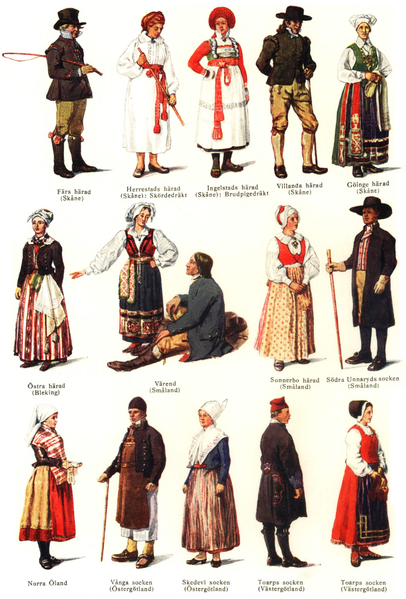 Färs härad
(Skåne)
Herrestads härad
(Skåne): Skördedräkt
Ingelstads härad
(Skåne): Brudpigedräkt
Villands härad
(Skåne)
Göinge härad
(Skåne)
Östra härad
(Bleking)
Värend
(Småland)
Sunnerbo härad
(Småland)
Södra Unnaryds socken
(Småland)
Norra Öland
Vånga socken
(Östergötland)
Skedevi socken
(Östergötland)
Toarps socken
(Västergötland)
Toarps socken
(Västergötland)